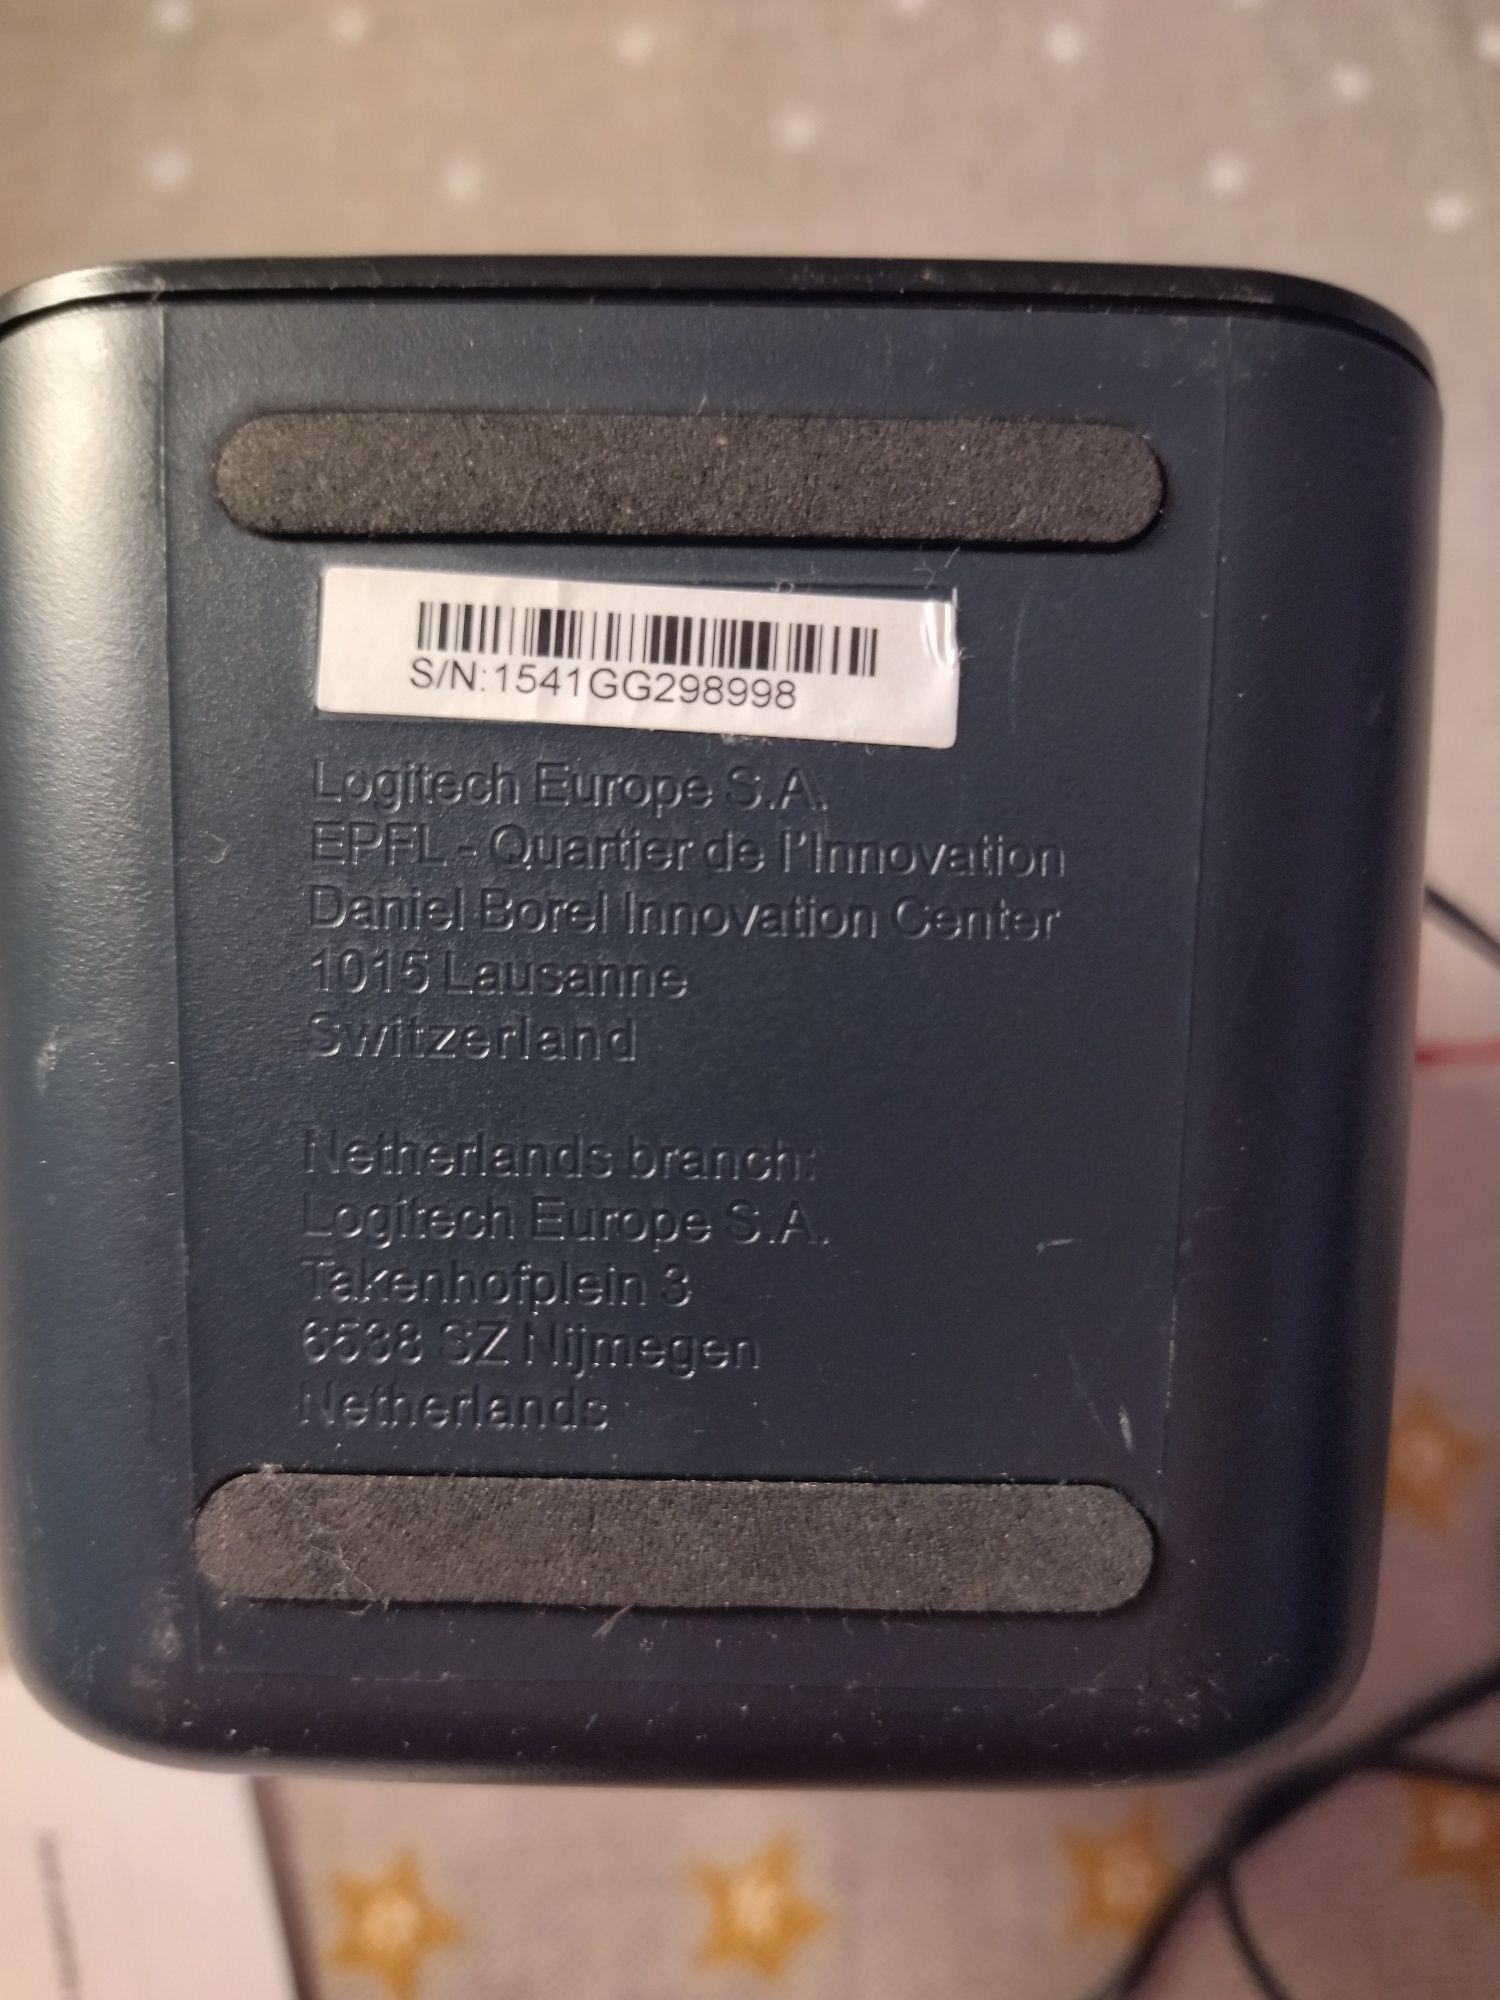 S/N:1541GG298998
Logitech Europe S.A.
EPFL - Quartier de l'Innovation
Daniel Borel Innovation Center
1015 Lausanne
Switzerland
Netherlands branch:
Logitech Europe S.A.
Takenhofplein 3
6538 SZ Nijmegen
Netherlands